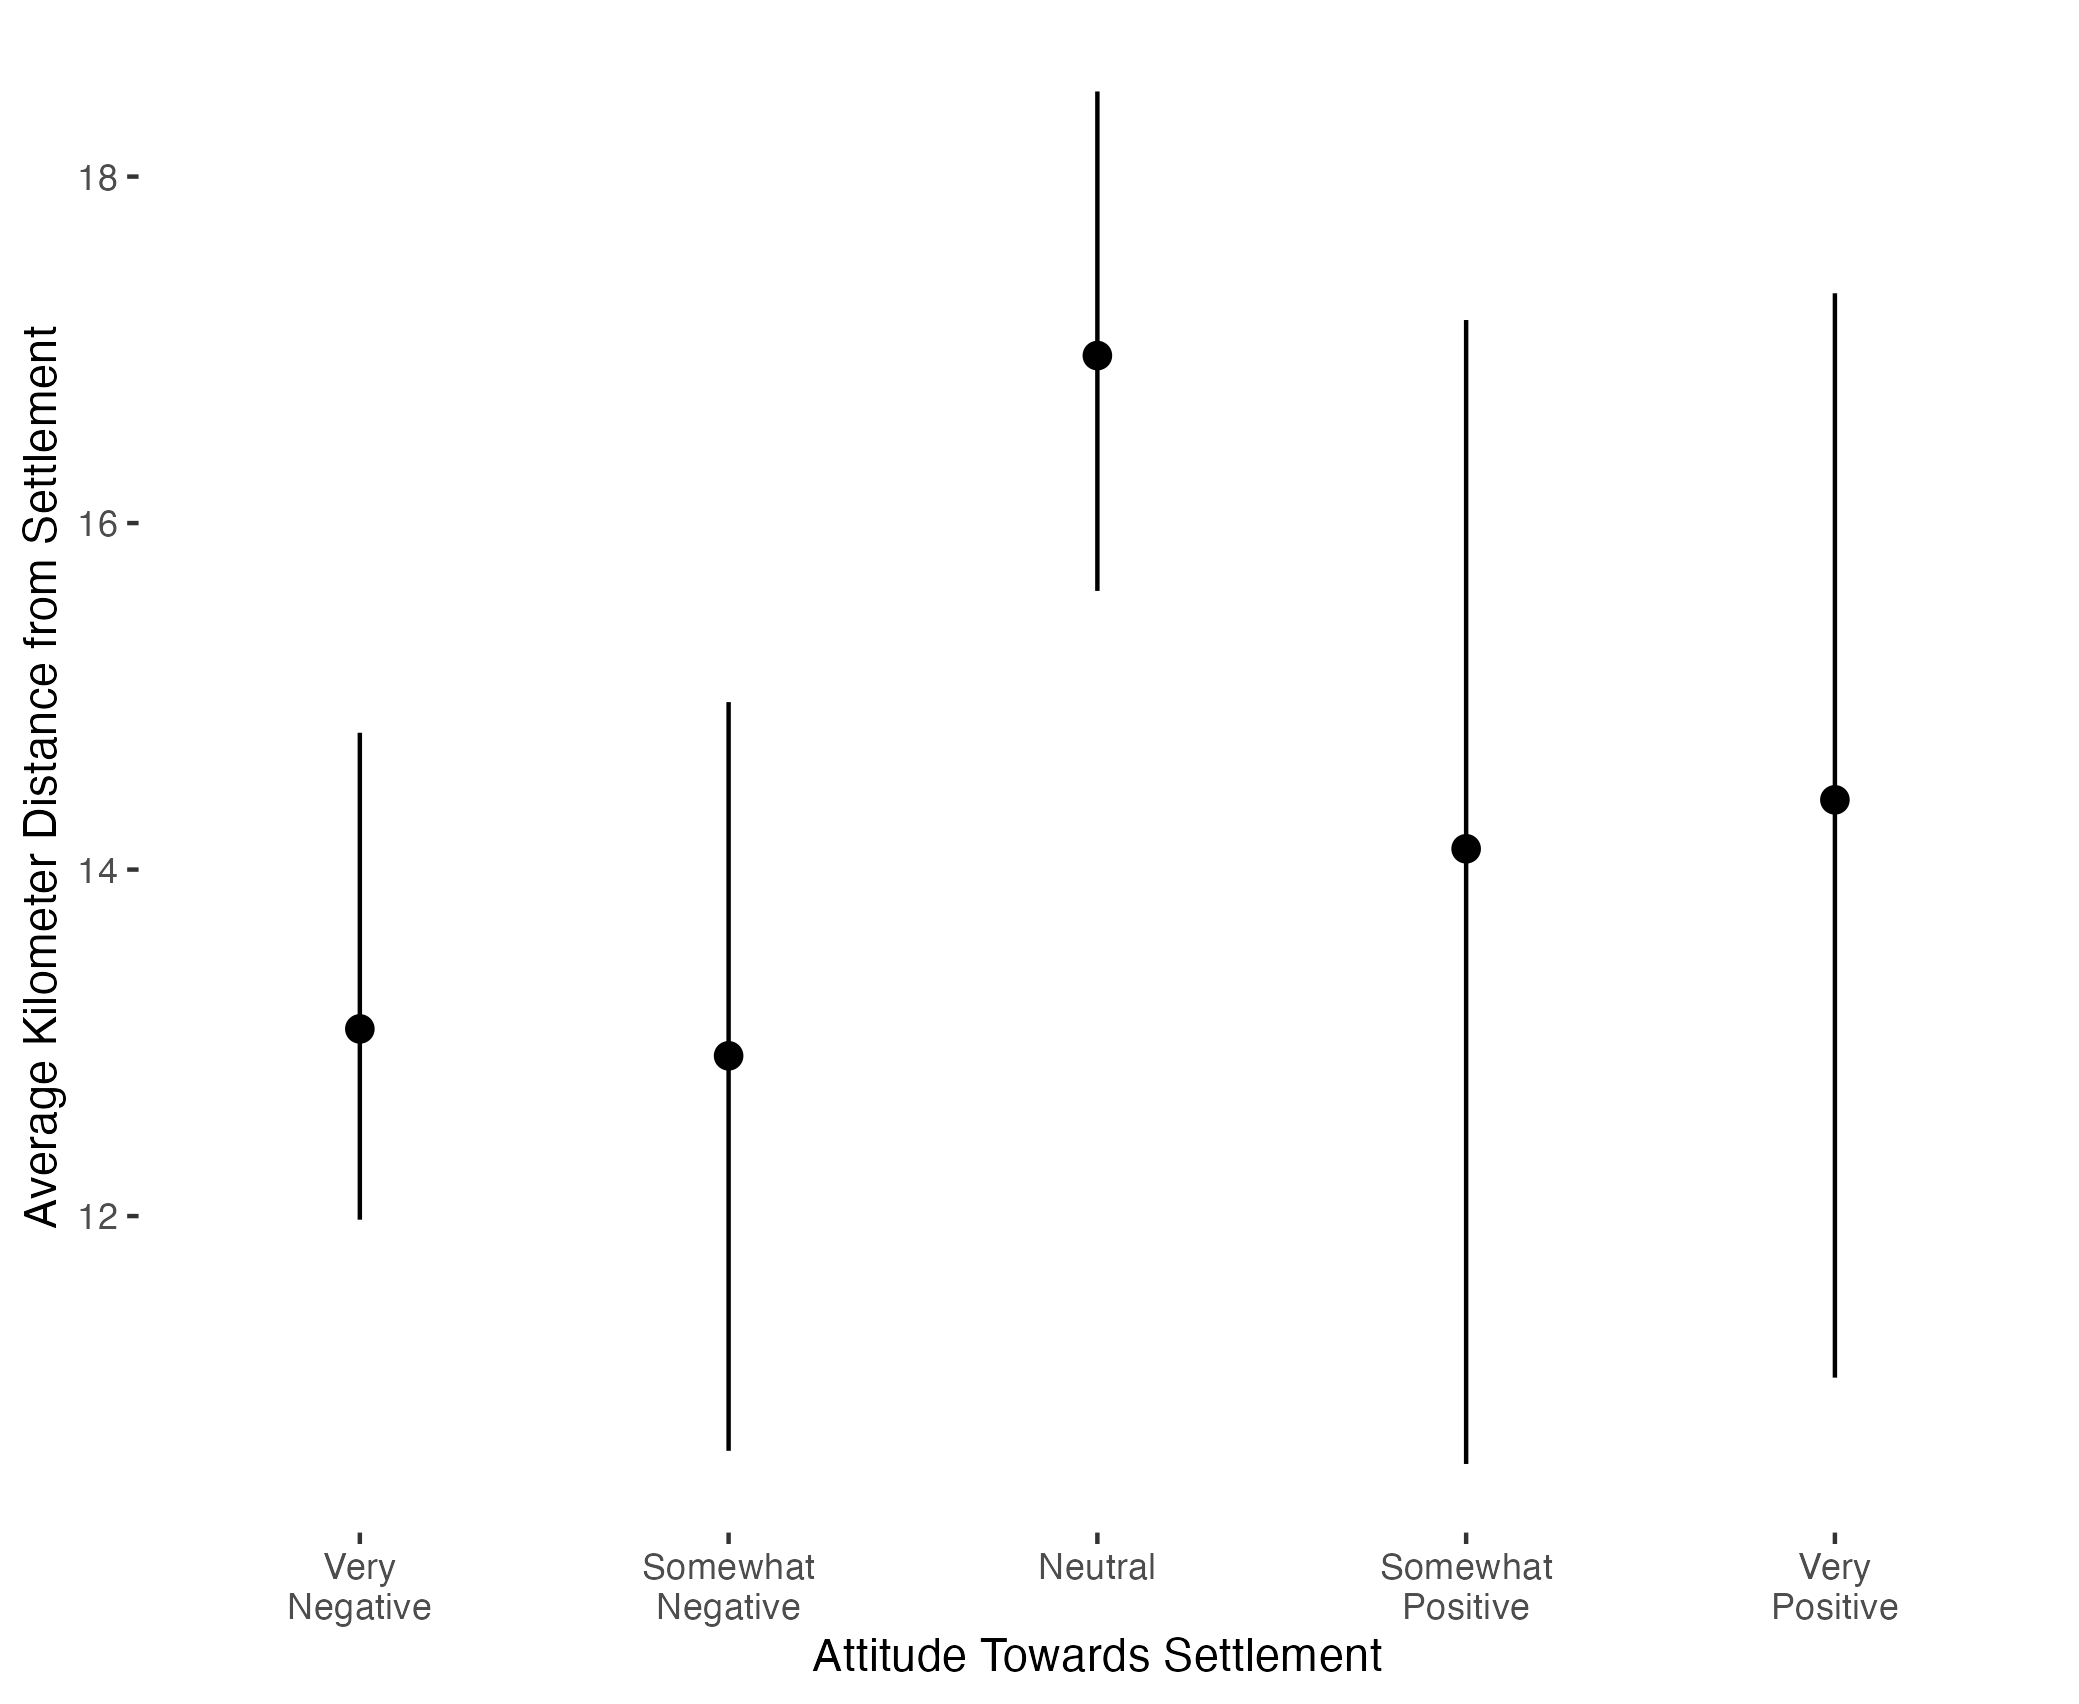 Average Kilometer Distance from Settlement
18
16
14
12
Very
Negative
Somewhat
Negative
Neutral
Somewhat
Positive
Very
Positive
Attitude Towards Settlement